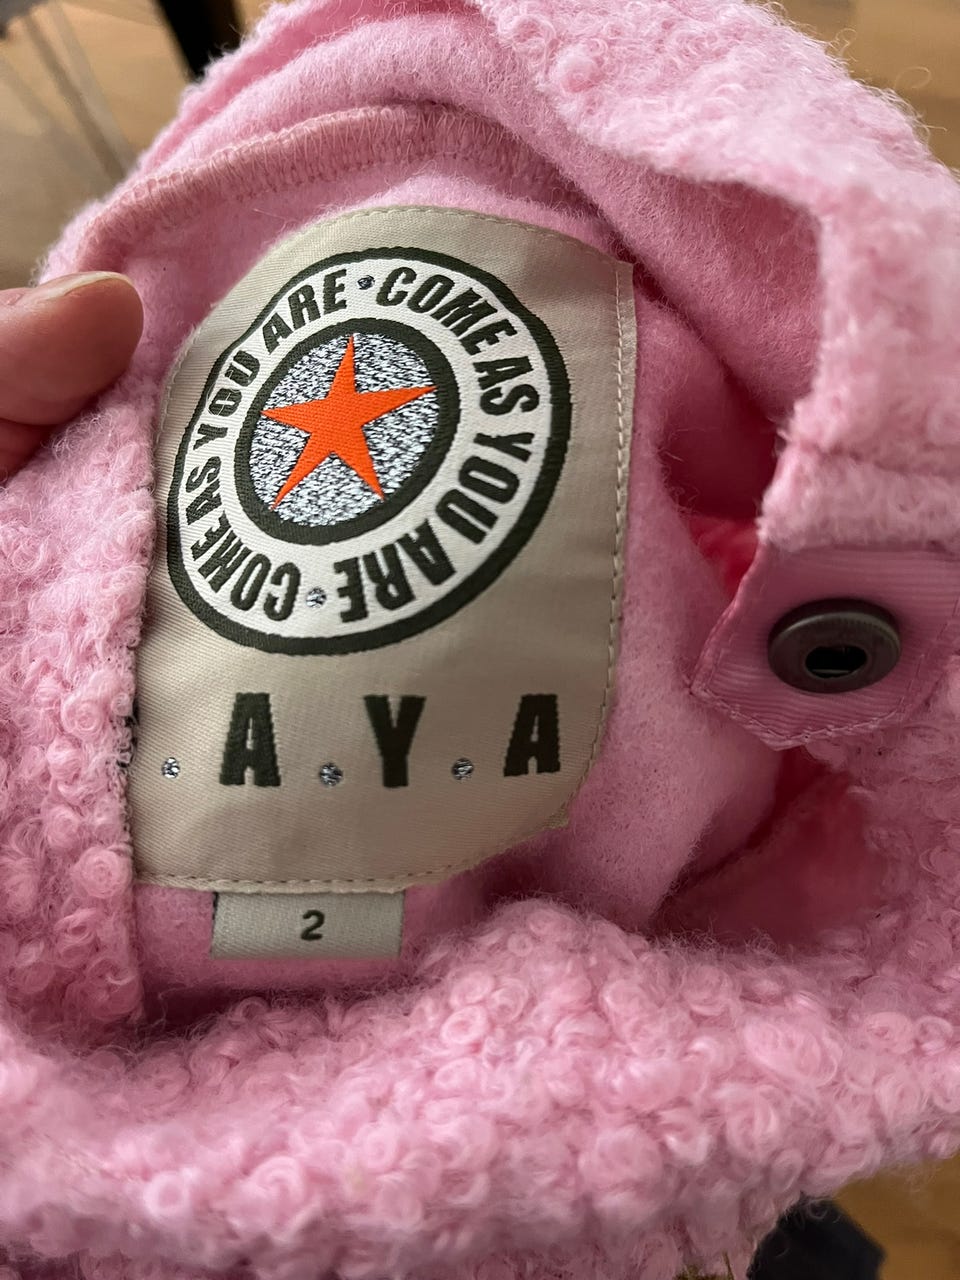 COME AS YOU ARE · COME AS YOU ARE ·
. A . Y . A
2